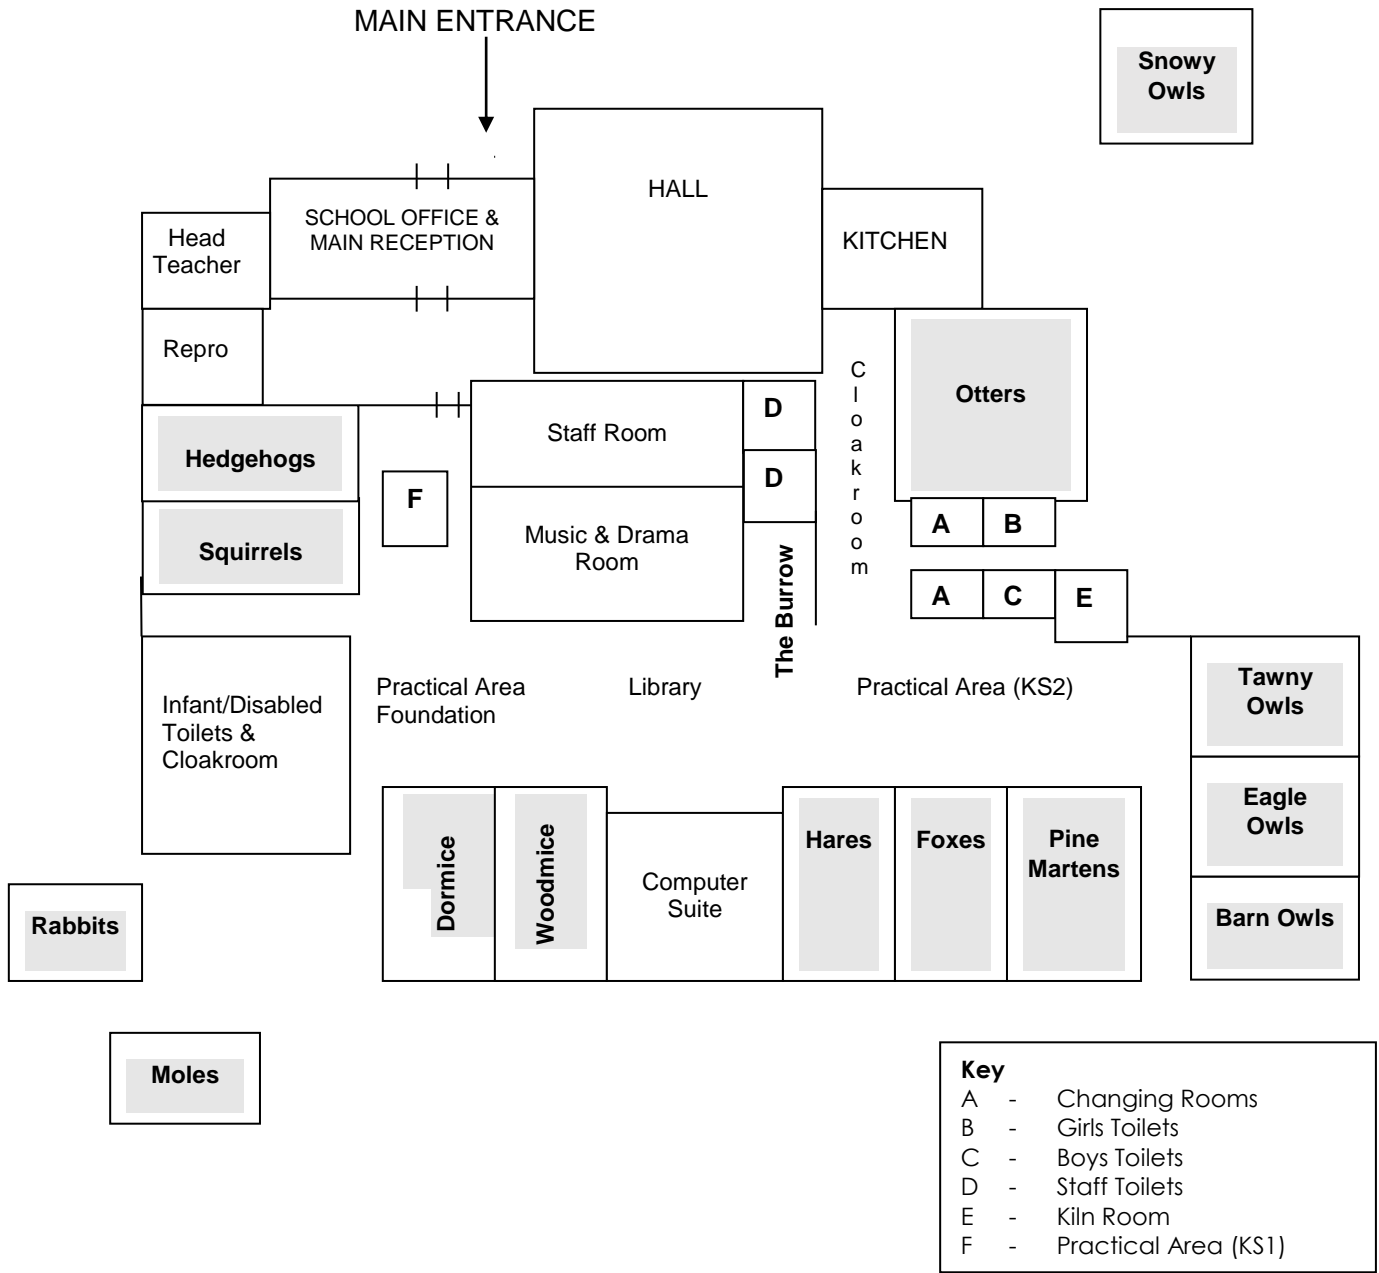 MAIN ENTRANCE
Snowy
Owls
HALL
SCHOOL OFFICE &
MAIN RECEPTION
Head
Teacher
KITCHEN
Repro
Cloakroom
Otters
D
Staff Room
Hedgehogs
D
F
A
B
Music & Drama
Room
Squirrels
The Burrow
A
C
E
Practical Area
Foundation
Library
Practical Area (KS2)
Tawny
Owls
Infant/Disabled
Toilets &
Cloakroom
Eagle
Owls
Dormice
Woodmice
Computer
Suite
Hares
Foxes
Pine
Martens
Barn Owls
Rabbits
Moles
Key
A - Changing Rooms
B - Girls Toilets
C - Boys Toilets
D - Staff Toilets
E - Kiln Room
F - Practical Area (KS1)